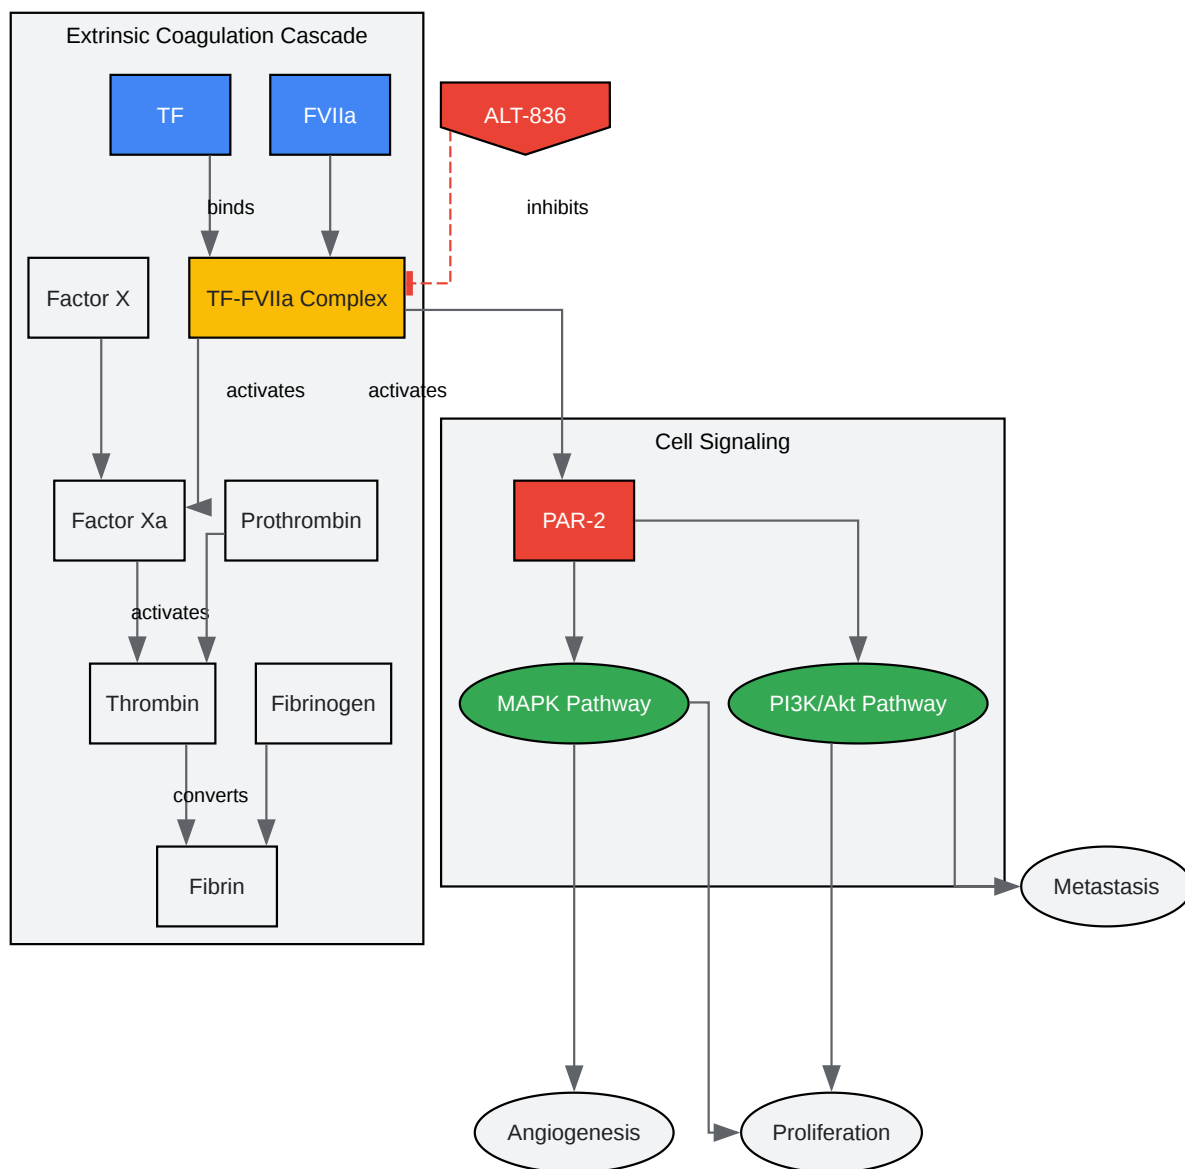 Extrinsic Coagulation Cascade
TF
FVIIa
ALT-836
binds
inhibits
Factor X
TF-FVIIa Complex
activates
activates
Cell Signaling
Factor Xa
Prothrombin
PAR-2
activates
Thrombin
Fibrinogen
MAPK Pathway
PI3K/Akt Pathway
converts
Fibrin
Metastasis
Angiogenesis
Proliferation